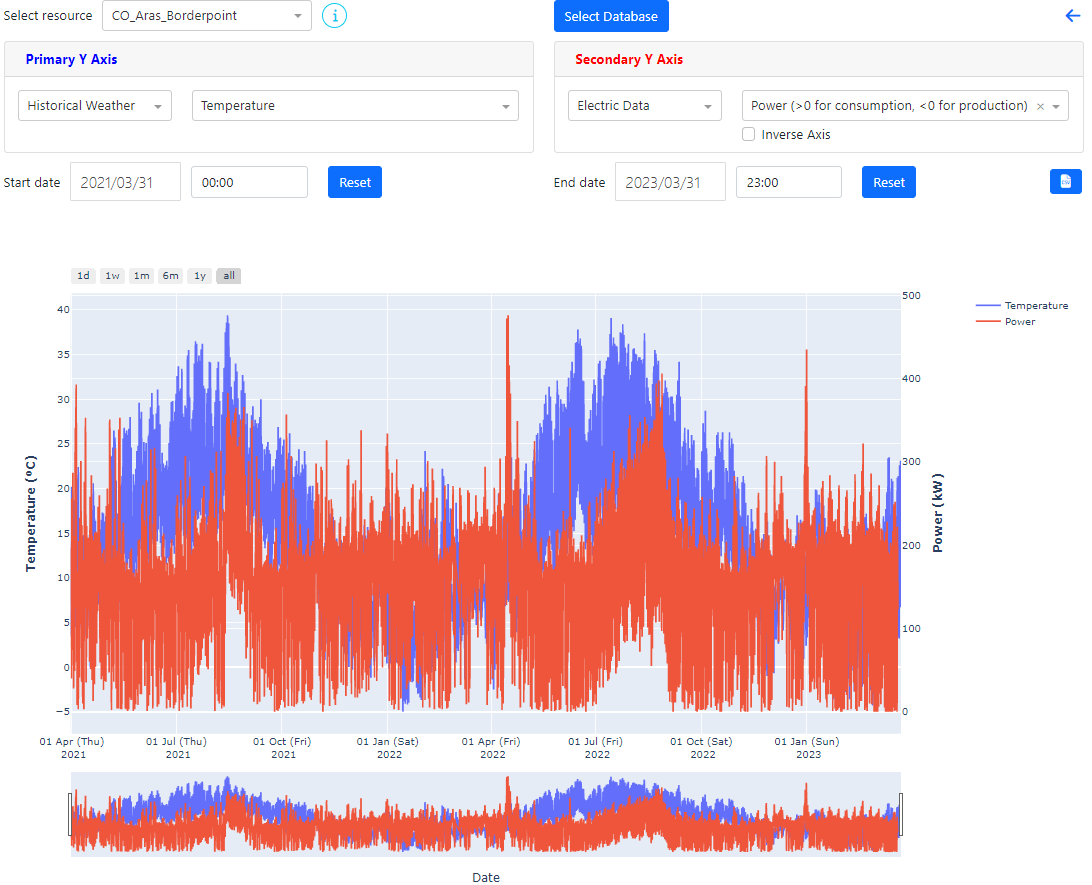 Select resource CO_Aras_Borderpoint i Select Database
Primary Y Axis Secondary Y Axis
Historical Weather Temperature Electric Data Power (>0 for consumption, <0 for production) ×
Inverse Axis
Start date 2021/03/31 00:00 Reset End date 2023/03/31 23:00 Reset
1d 1w 1m 6m 1y all
Temperature (ºC)
40
35
30
25
20
15
10
5
0
−5
500
400
300
200
100
0
Power (kW)
Temperature
Power
01 Apr (Thu) 01 Jul (Thu) 01 Oct (Fri) 01 Jan (Sat) 01 Apr (Fri) 01 Jul (Fri) 01 Oct (Sat) 01 Jan (Sun)
2021 2021 2021 2022 2022 2022 2022 2023
Date